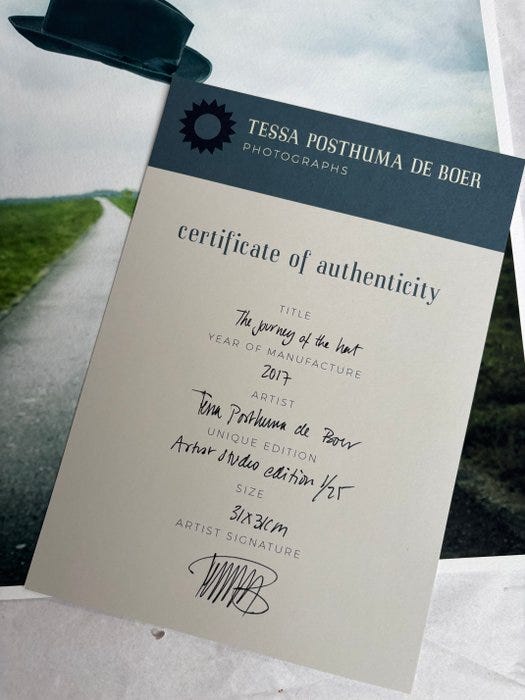 TESSA POSTHUMA DE BOER
PHOTOGRAPHS
certificate of authenticity
TITLE
The journey of the hat
YEAR OF MANUFACTURE
2017
ARTIST
Tessa Posthuma de Boer
UNIQUE EDITION
Artist studio edition 1/25
SIZE
31x31cm
ARTIST SIGNATURE